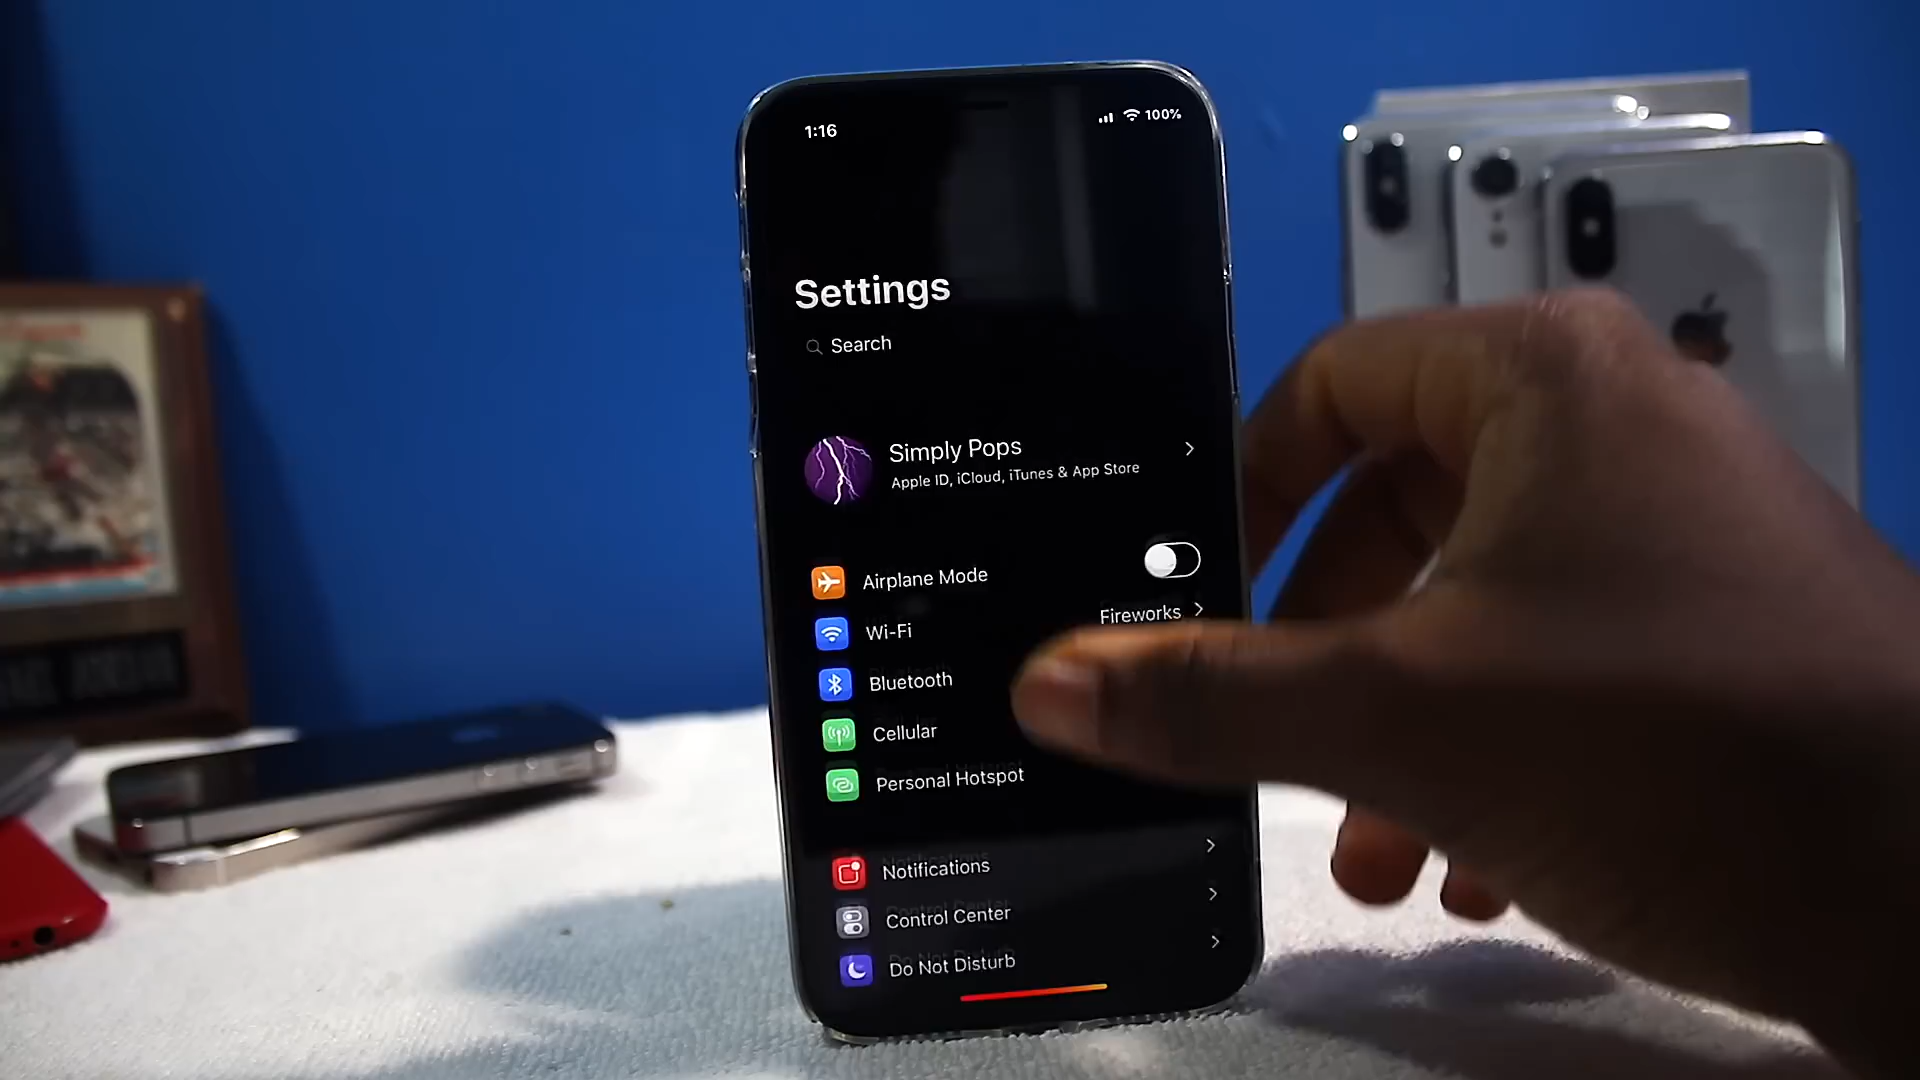 1:16
100%
Settings
Search
Simply Pops
Apple ID, iCloud, iTunes & App Store
Airplane Mode
Wi-Fi
Fireworks
Bluetooth
Cellular
Personal Hotspot
Notifications
Control Center
Do Not Disturb